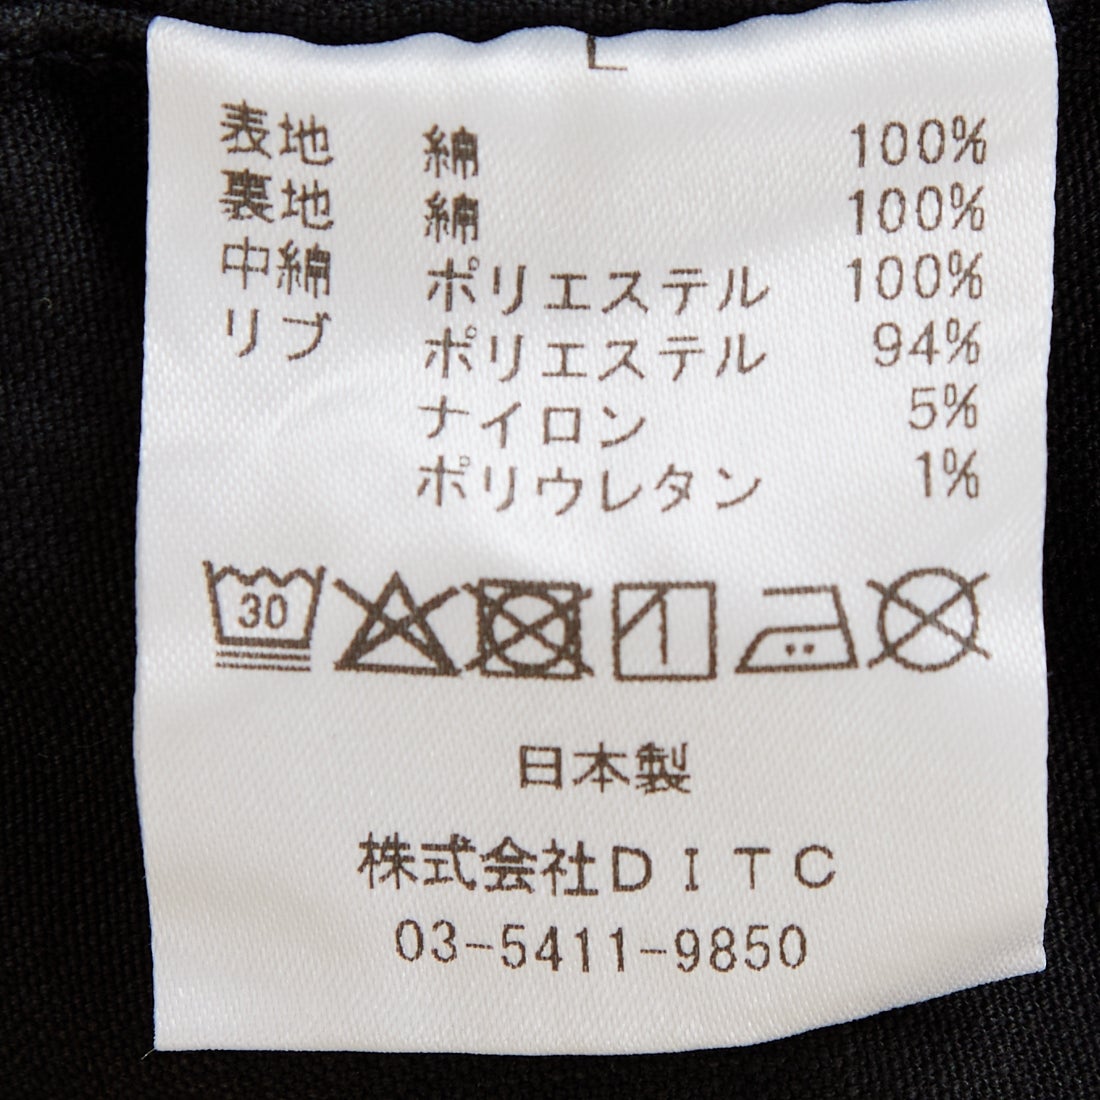 L
表地 綿 100%
裏地 綿 100%
中綿 ポリエステル 100%
リブ ポリエステル 94%
ナイロン 5%
ポリウレタン 1%
30
日本製
株式会社DITC
03-5411-9850